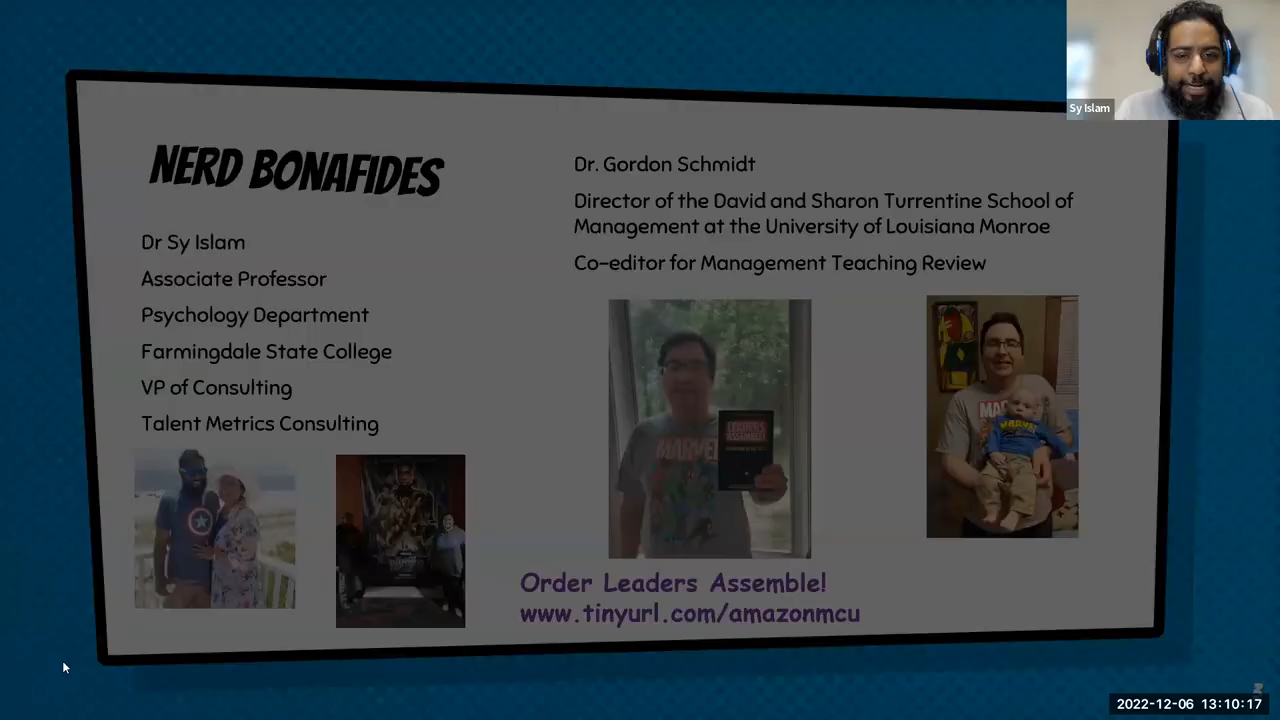 NERD BONAFIDES
Dr Sy Islam
Associate Professor
Psychology Department
Farmingdale State College
VP of Consulting
Talent Metrics Consulting
Dr. Gordon Schmidt
Director of the David and Sharon Turrentine School of
Management at the University of Louisiana Monroe
Co-editor for Management Teaching Review
MARVEL
LEADERS
ASSEMBLE!
Order Leaders Assemble!
www.tinyurl.com/amazonmcu
Sy Islam
2022-12-06 13:10:17